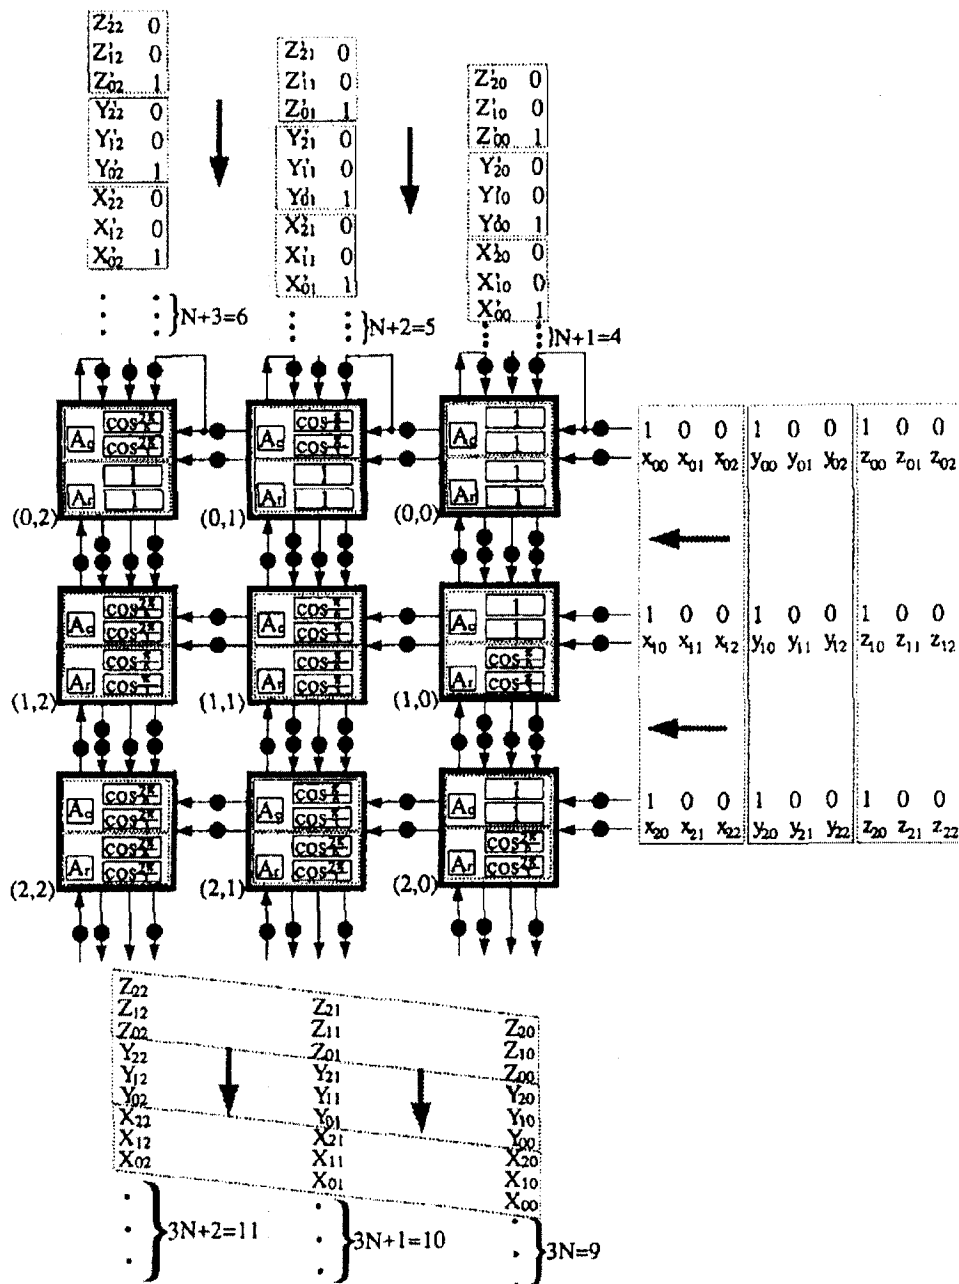 Z'22 0
Z'12 0
Z'02 1
Y'22 0
Y'12 0
Y'02 1
X'22 0
X'12 0
X'02 1
}N+3=6
Z'21 0
Z'11 0
Z'01 1
Y'21 0
Y'11 0
Y'01 1
X'21 0
X'11 0
X'01 1
}N+2=5
Z'20 0
Z'10 0
Z'00 1
Y'20 0
Y'10 0
Y'00 1
X'20 0
X'10 0
X'00 1
}N+1=4
Ac
Ar
1
1
(0,2)
Ac
Ar
1
1
(0,1)
Ac
1
1
Ar
1
1
(0,0)
1 0 0 1 0 0 1 0 0
x00 x01 x02 y00 y01 y02 z00 z01 z02
Ac
Ar
(1,2)
Ac
Ar
(1,1)
Ac
1
1
Ar
(1,0)
1 0 0 1 0 0 1 0 0
x10 x11 x12 y10 y11 y12 z10 z11 z12
Ac
Ar
(2,2)
Ac
Ar
(2,1)
Ac
1
1
Ar
(2,0)
1 0 0 1 0 0 1 0 0
x20 x21 x22 y20 y21 y22 z20 z21 z22
Z22
Z12
Z02
Y22
Y12
Y02
X22
X12
X02
}3N+2=11
Z21
Z11
Z01
Y21
Y11
Y01
X21
X11
X01
}3N+1=10
Z20
Z10
Z00
Y20
Y10
Y00
X20
X10
X00
}3N=9